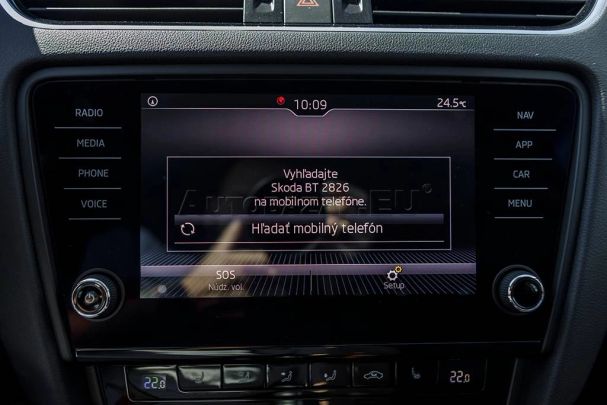 10:09
24.5°C
RADIO
MEDIA
PHONE
VOICE
Vyhľadajte
Skoda BT 2826
na mobilnom telefóne.
Hľadať mobilný telefón
SOS
Núdz. vol.
Setup
NAV
APP
CAR
MENU
22.0
22.0
AutobazarEU